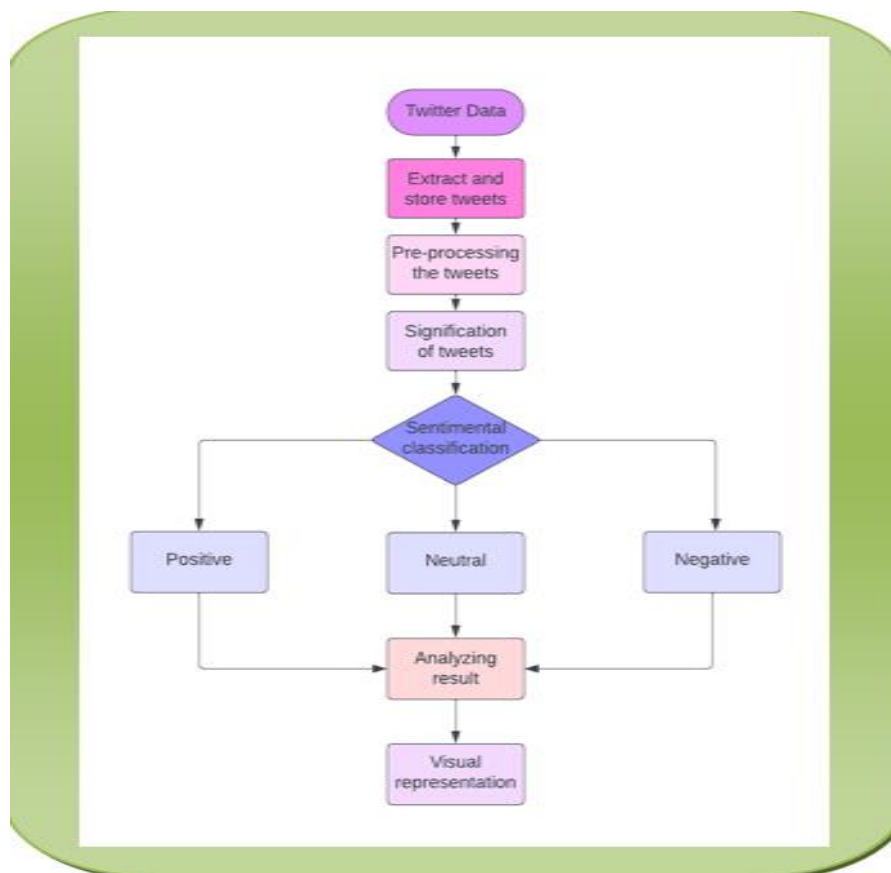 Twitter Data
Extract and
store tweets
Pre-processing
the tweets
Signification
of tweets
Sentimental
classification
Positive
Neutral
Negative
Analyzing
result
Visual
representation